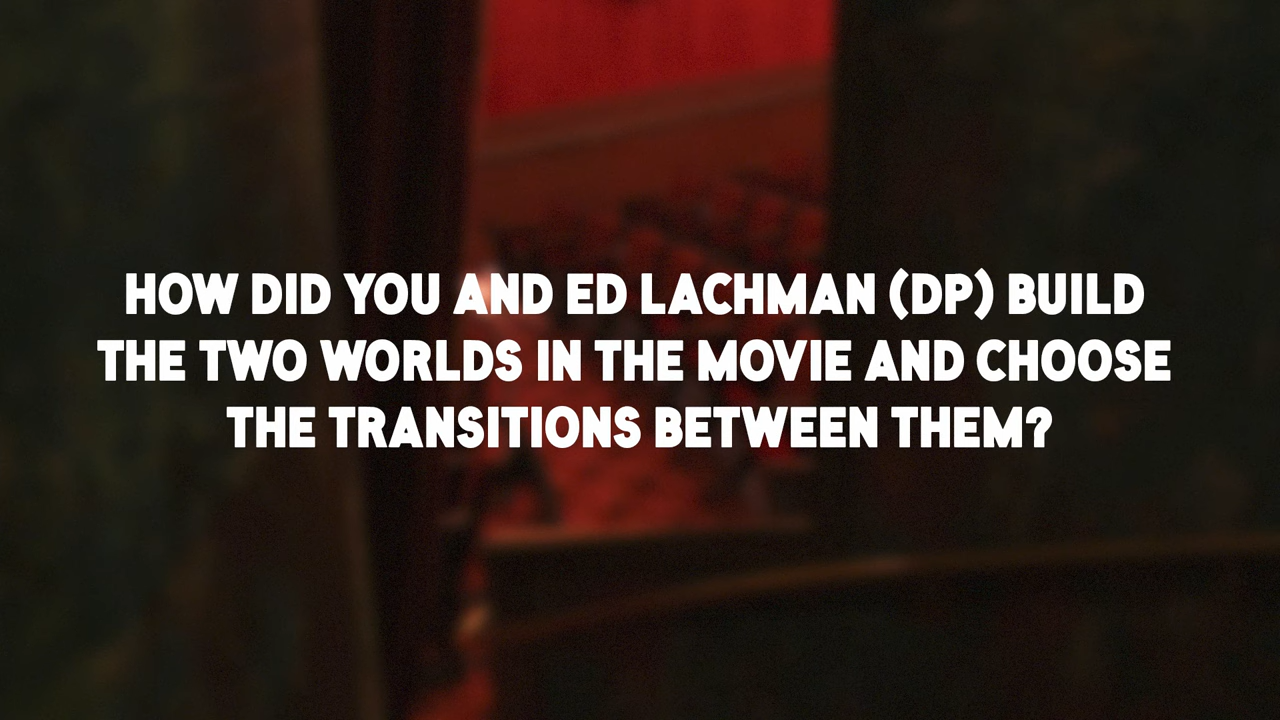 HOW DID YOU AND ED LACHMAN (DP) BUILD
THE TWO WORLDS IN THE MOVIE AND CHOOSE
THE TRANSITIONS BETWEEN THEM?